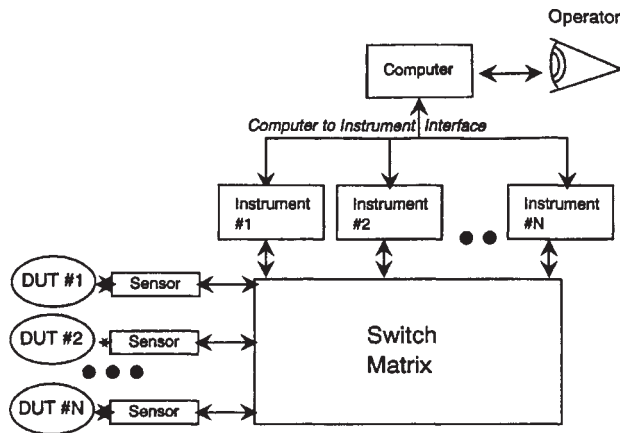 Operator
Computer
Computer to Instrument Interface
Instrument
#1
Instrument
#2
Instrument
#N
DUT #1
Sensor
DUT #2
Sensor
DUT #N
Sensor
Switch
Matrix